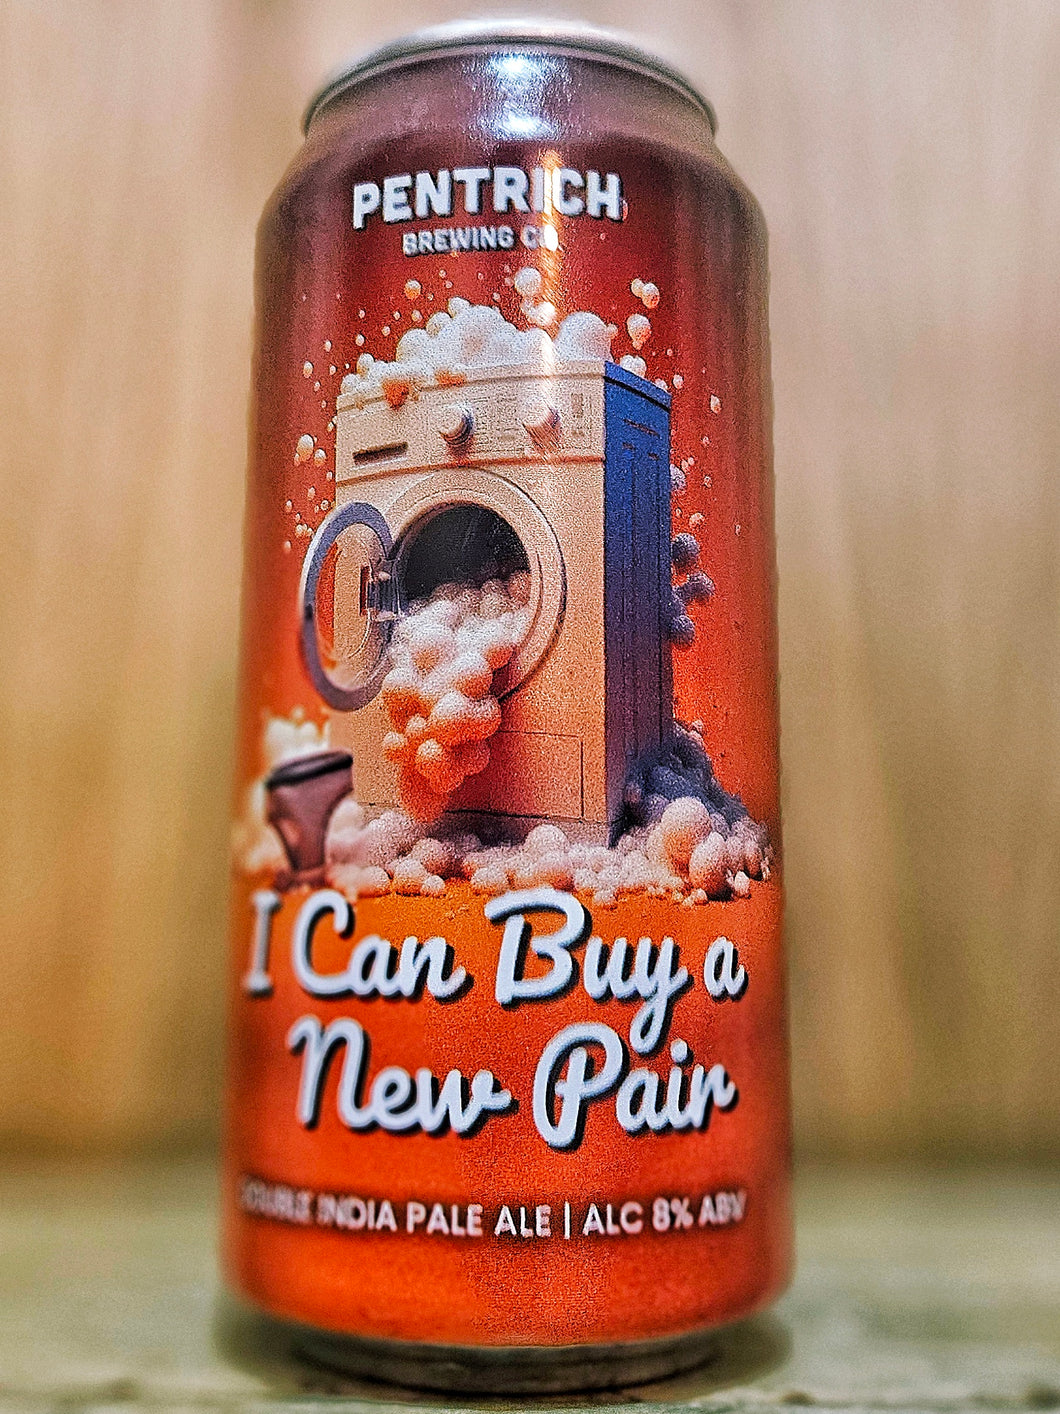 PENTRICH
BREWING CO.
I Can Buy a
New Pair
DOUBLE INDIA PALE ALE | ALC 8% ABV